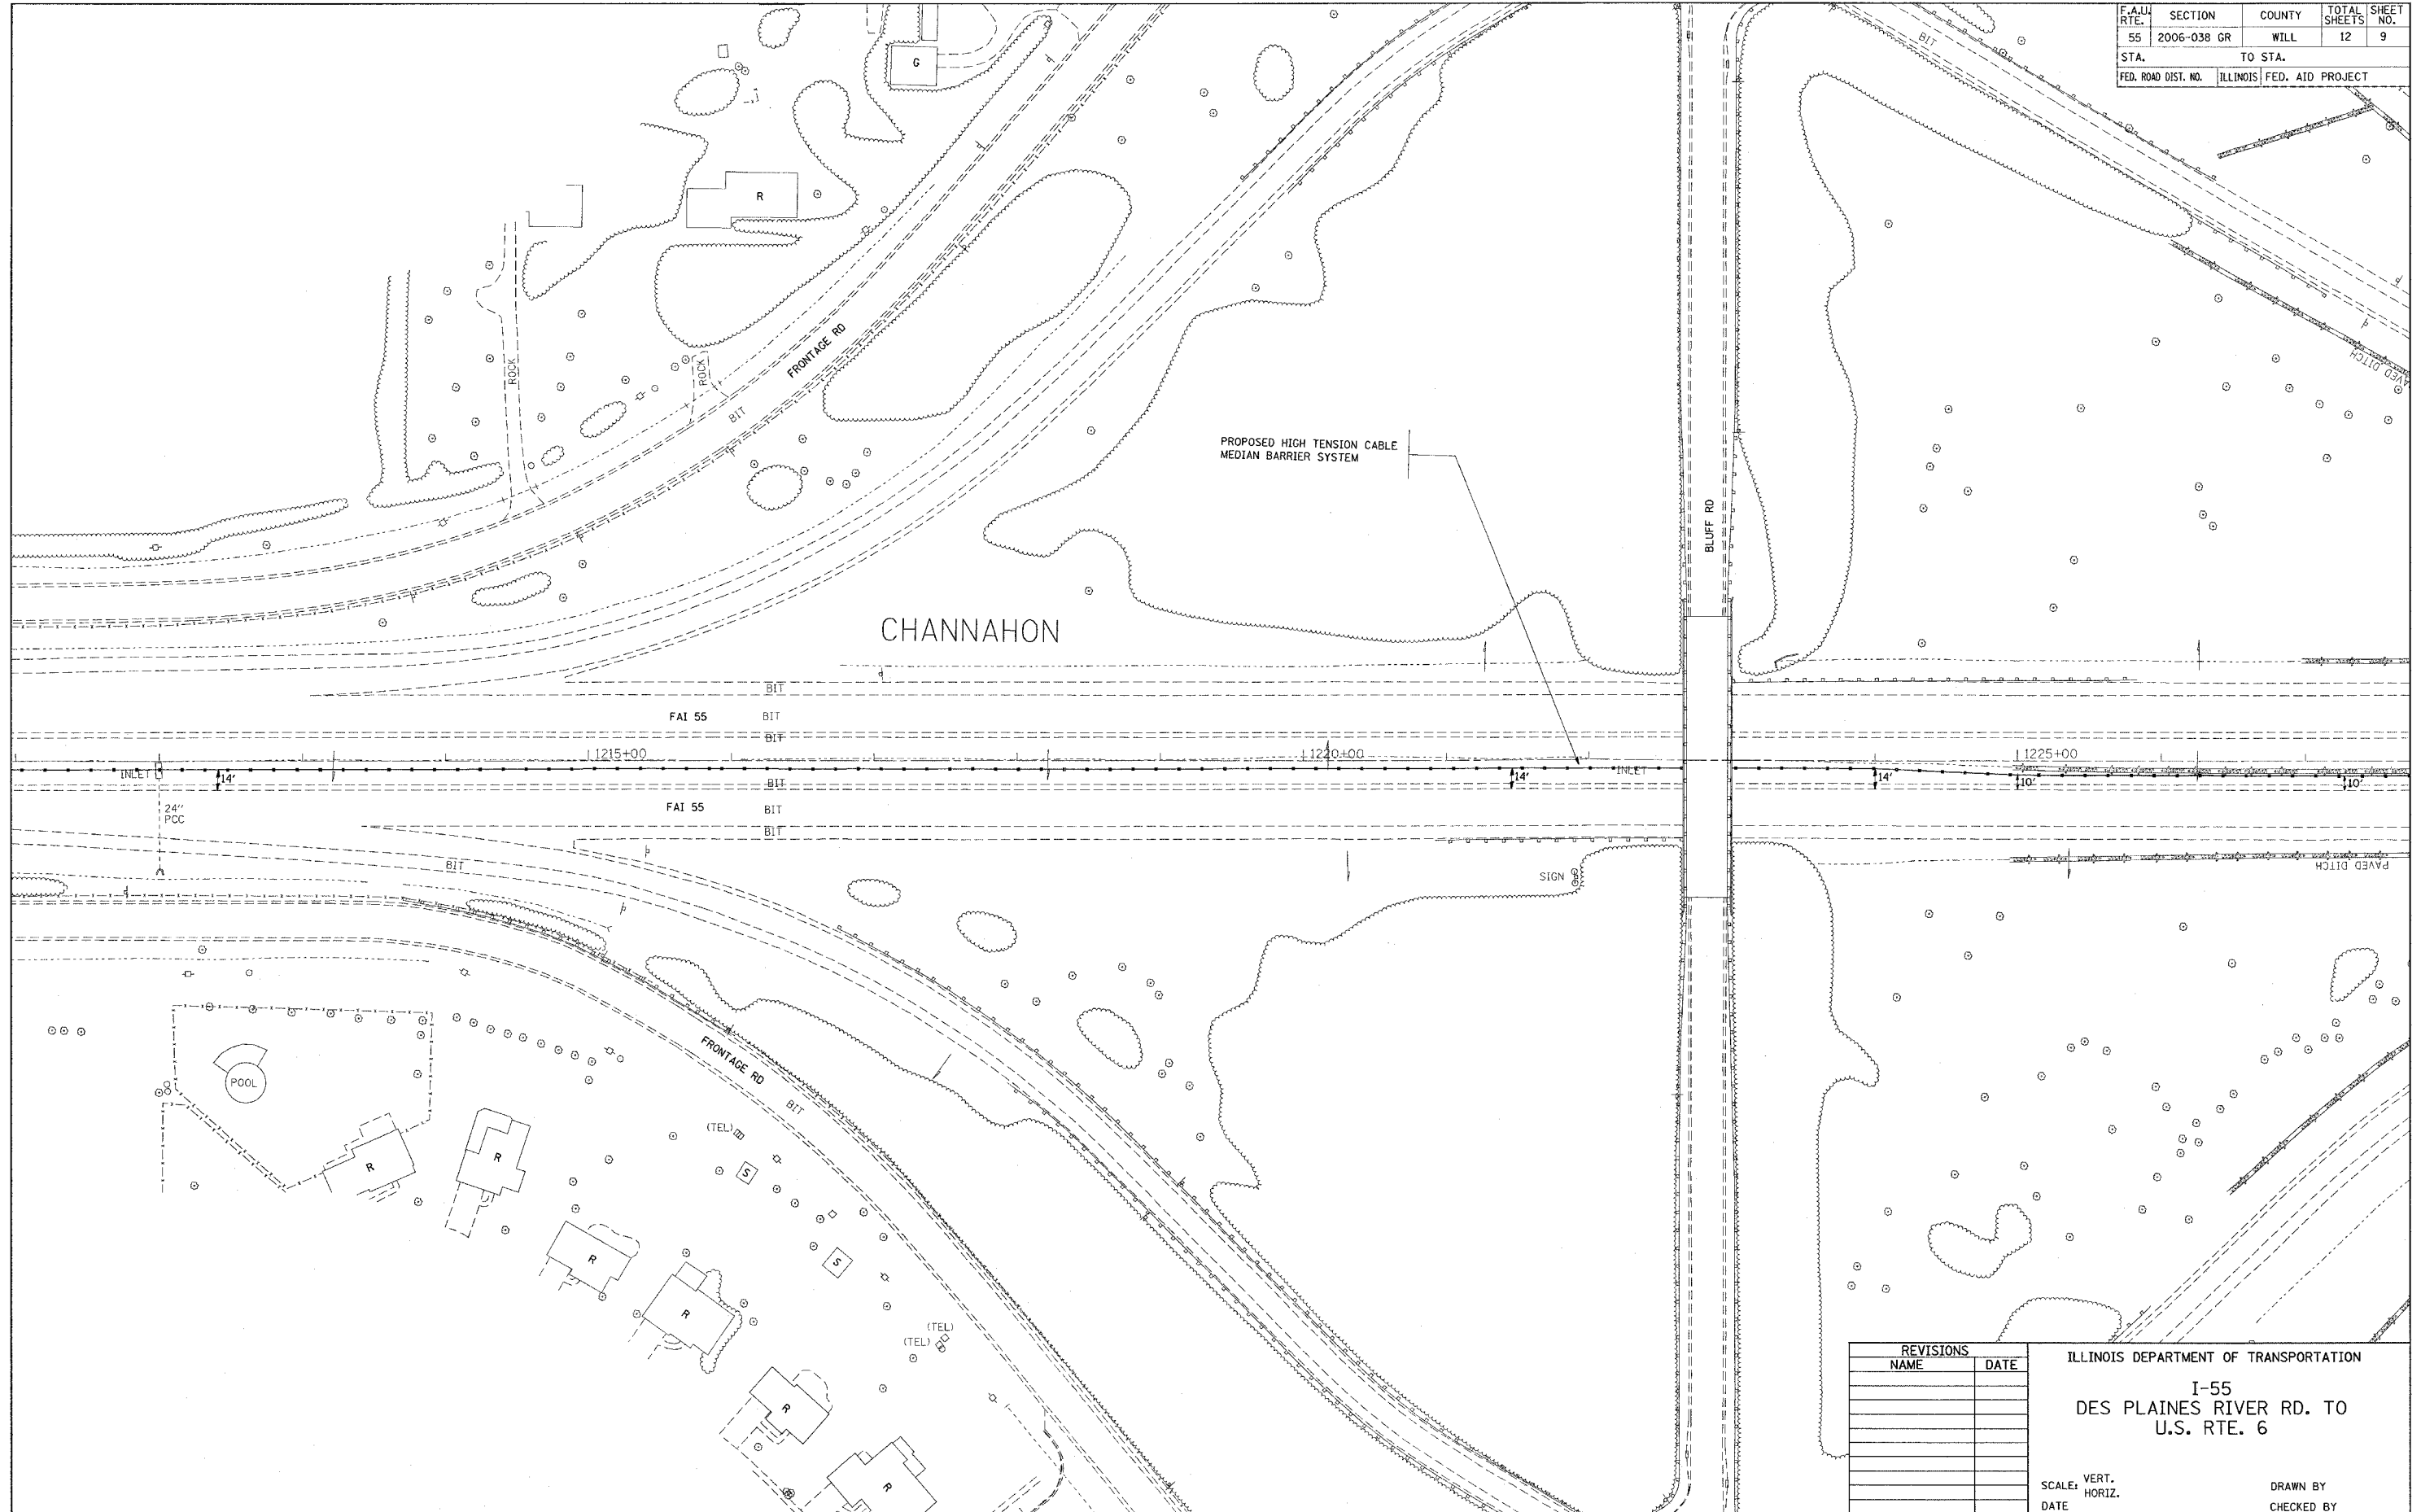 F.A.U. RTE. SECTION COUNTY TOTAL SHEETS SHEET NO.
55 2006-038 GR WILL 12 9
STA. TO STA.
FED. ROAD DIST. NO. ILLINOIS FED. AID PROJECT
BIT
G
R
FRONTAGE RD
BIT
ROCK
ROCK
AVED DITCH
PROPOSED HIGH TENSION CABLE
MEDIAN BARRIER SYSTEM
BLUFF RD
CHANNAHON
BIT
FAI 55 BIT
BIT
1215+00 1220+00 1225+00
INLET 14' 14' INLET 14' 10' 10'
BIT
24"
PCC
FAI 55 BIT
BIT
BIT
PAVED DITCH
SIGN
POOL
FRONTAGE RD
BIT
(TEL)
R
R
S
R
S
R
(TEL)
(TEL)
R
R
REVISIONS
NAME DATE
ILLINOIS DEPARTMENT OF TRANSPORTATION
I-55
DES PLAINES RIVER RD. TO
U.S. RTE. 6
SCALE: VERT.
HORIZ.
DATE
DRAWN BY
CHECKED BY